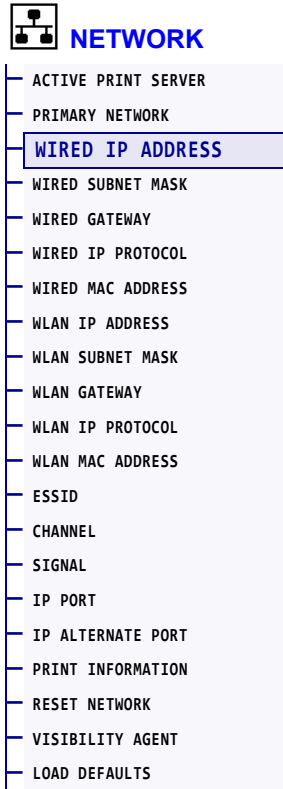 NETWORK
ACTIVE PRINT SERVER
PRIMARY NETWORK
WIRED IP ADDRESS
WIRED SUBNET MASK
WIRED GATEWAY
WIRED IP PROTOCOL
WIRED MAC ADDRESS
WLAN IP ADDRESS
WLAN SUBNET MASK
WLAN GATEWAY
WLAN IP PROTOCOL
WLAN MAC ADDRESS
ESSID
CHANNEL
SIGNAL
IP PORT
IP ALTERNATE PORT
PRINT INFORMATION
RESET NETWORK
VISIBILITY AGENT
LOAD DEFAULTS